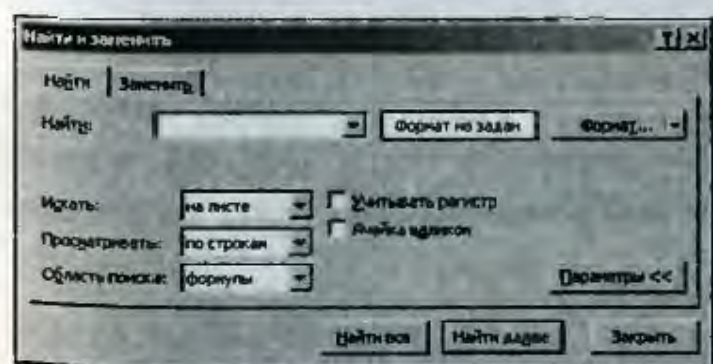 Найти и заменить
Найти Заменить
Найти: Формат не задан Формат...
Искать: на листе Учитывать регистр
Просматривать: по строкам Ячейка целиком
Область поиска: формулы Параметры <<
Найти все Найти далее Закрыть